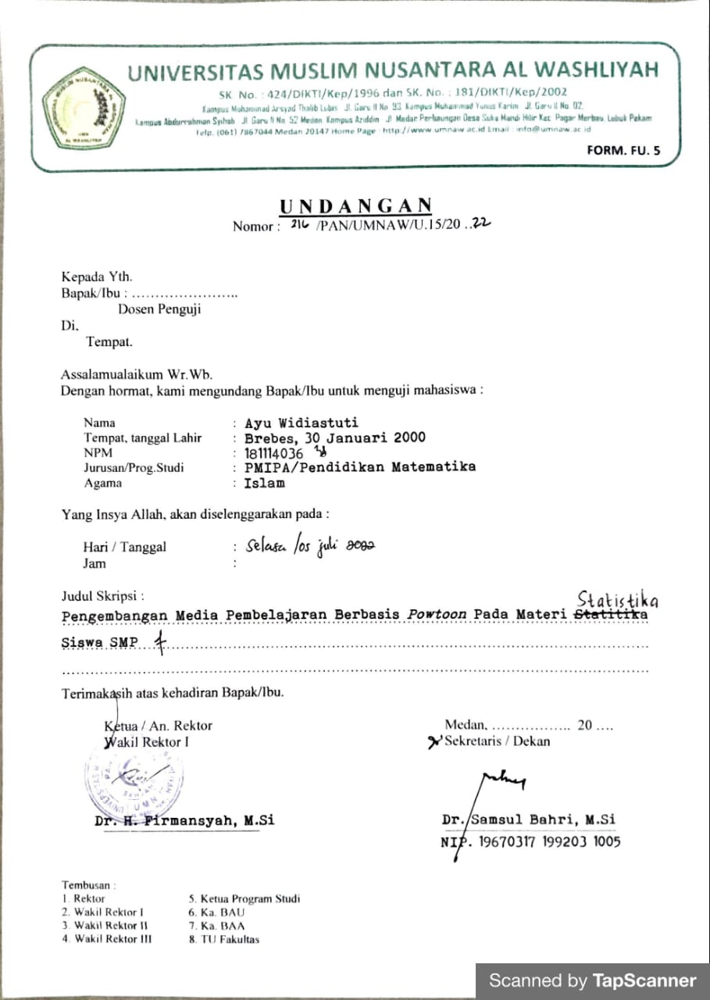 UNIVERSITAS MUSLIM NUSANTARA AL WASHLIYAH
SK. No. : 424/DIKTI/Kep/1996 dan SK. No. : 181/DIKTI/Kep/2002
Kampus Muhammad Arsyad Thalib Lubis Jl. Garu II No. 93 Kampus Muhammad Yunus Karim Jl. Garu II No. 02,
Kampus Abdurrahman Syihab Jl. Garu II No. 52 Medan Kampus Aziddin Jl. Medan Perbaungan Desa Suka Mandi Hilir Kec. Pagar Merbau, Lubuk Pakam
Telp. (061) 7867044 Medan 20147 Home Page : http://www.umnaw.ac.id Email : info@umnaw.ac.id
FORM. FU. 5
UNDANGAN
Nomor : 216 /PAN/UMNAW/U.15/20 ..22
Kepada Yth.
Bapak/Ibu : ........................
Dosen Penguji
Di,
Tempat.
Assalamualaikum Wr.Wb.
Dengan hormat, kami mengundang Bapak/Ibu untuk menguji mahasiswa :
Nama : Ayu Widiastuti
Tempat, tanggal Lahir : Brebes, 30 Januari 2000
NPM : 181114036
Jurusan/Prog.Studi : PMIPA/Pendidikan Matematika
Agama : Islam
Yang Insya Allah, akan diselenggarakan pada :
Hari / Tanggal : Selasa /05 juli 2022
Jam :
Judul Skripsi :
Statistika
Pengembangan Media Pembelajaran Berbasis Powtoon Pada Materi Statitika
Siswa SMP
Terimakasih atas kehadiran Bapak/Ibu.
Ketua / An. Rektor
Wakil Rektor I
Medan, ................. 20 ....
Sekretaris / Dekan
Dr. H. Firmansyah, M.Si
Dr. Samsul Bahri, M.Si
NIP. 19670317 199203 1005
Tembusan :
1. Rektor
2. Wakil Rektor I
3. Wakil Rektor II
4. Wakil Rektor III
5. Ketua Program Studi
6. Ka. BAU
7. Ka. BAA
8. TU Fakultas
Scanned by TapScanner